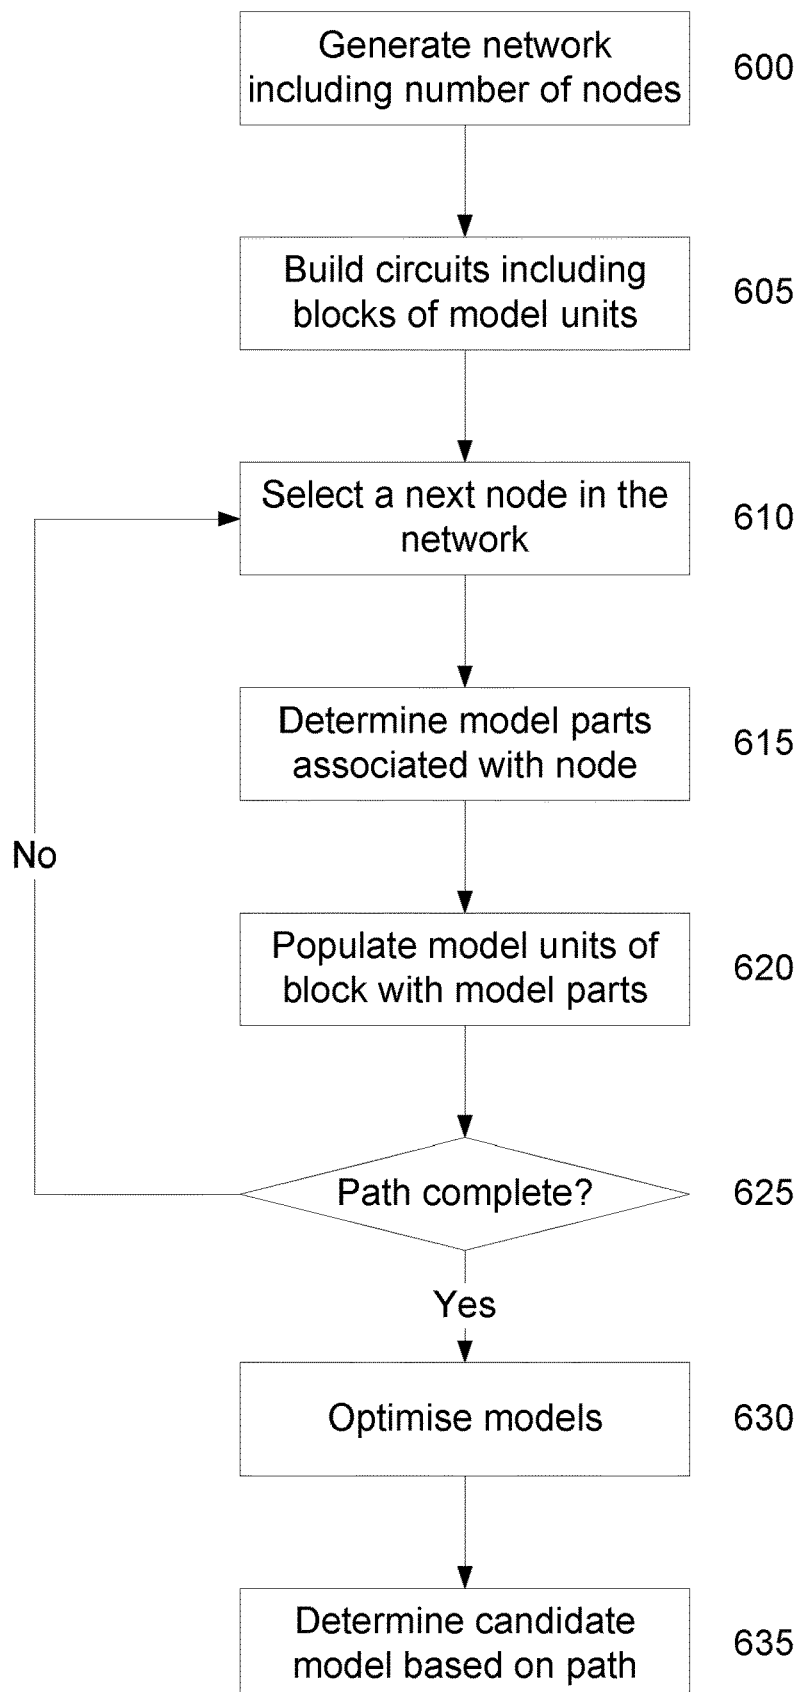 Generate network
including number of nodes
600
Build circuits including
blocks of model units
605
Select a next node in the
network
610
Determine model parts
associated with node
615
No
Populate model units of
block with model parts
620
Path complete?
625
Yes
Optimise models
630
Determine candidate
model based on path
635